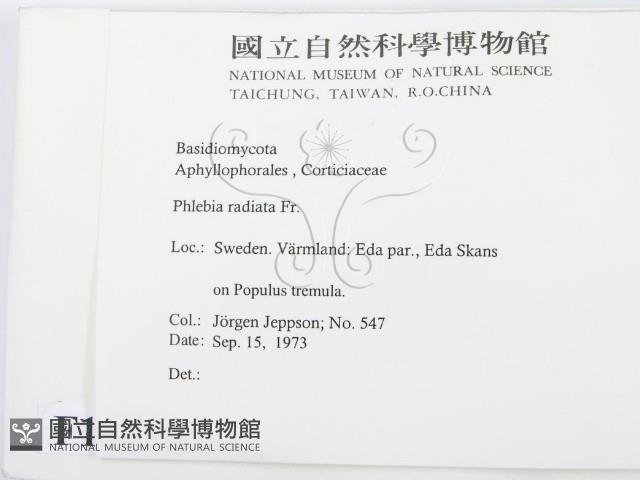 國立自然科學博物館
NATIONAL MUSEUM OF NATURAL SCIENCE
TAICHUNG, TAIWAN, R.O.CHINA
Basidiomycota
Aphyllophorales , Corticiaceae
Phlebia radiata Fr.
Loc.: Sweden. Värmland: Eda par., Eda Skans
on Populus tremula.
Col.: Jörgen Jeppson; No. 547
Date: Sep. 15, 1973
Det.:
F1
國立自然科學博物館
NATIONAL MUSEUM OF NATURAL SCIENCE